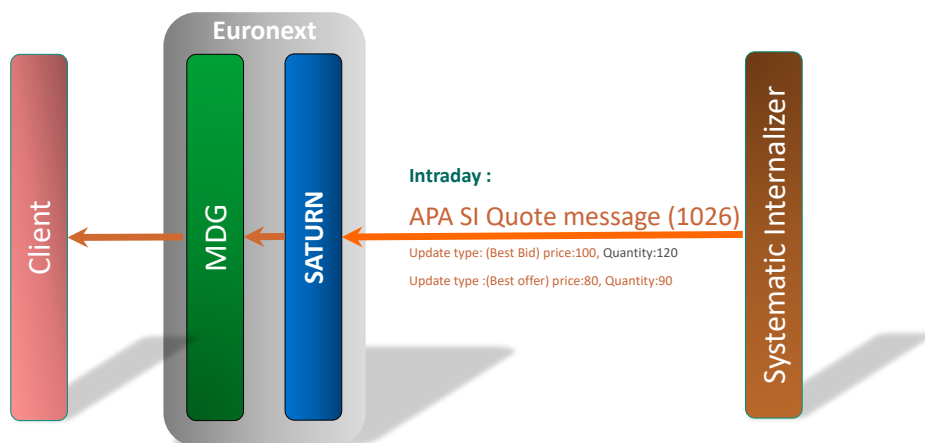 Euronext
Client
MDG
SATURN
Intraday :
APA SI Quote message (1026)
Update type: (Best Bid) price:100, Quantity:120
Update type :(Best offer) price:80, Quantity:90
Systematic Internalizer